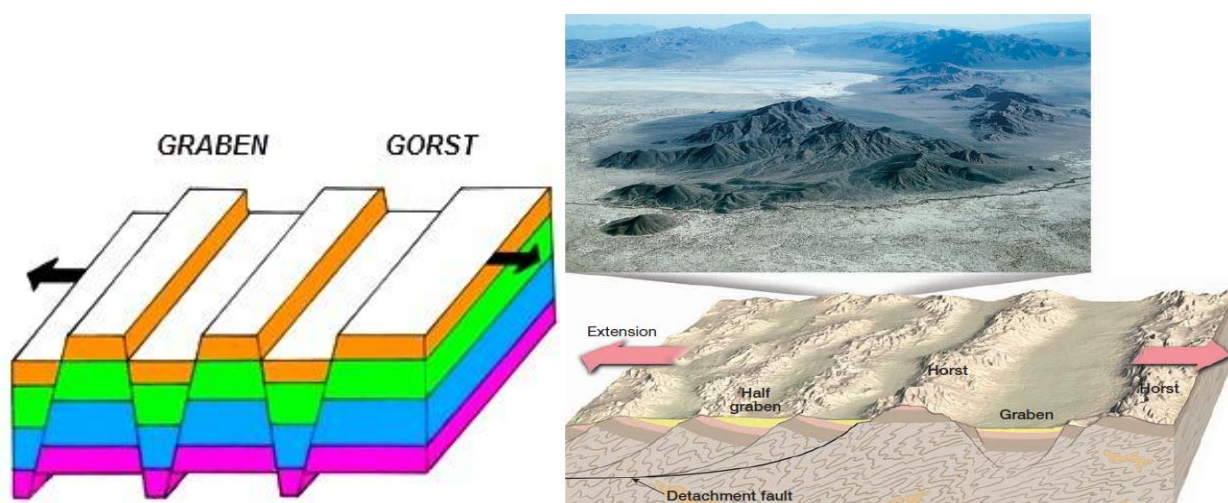 GRABEN
GORST
Extension
Horst
Half
graben
Horst
Graben
Detachment fault